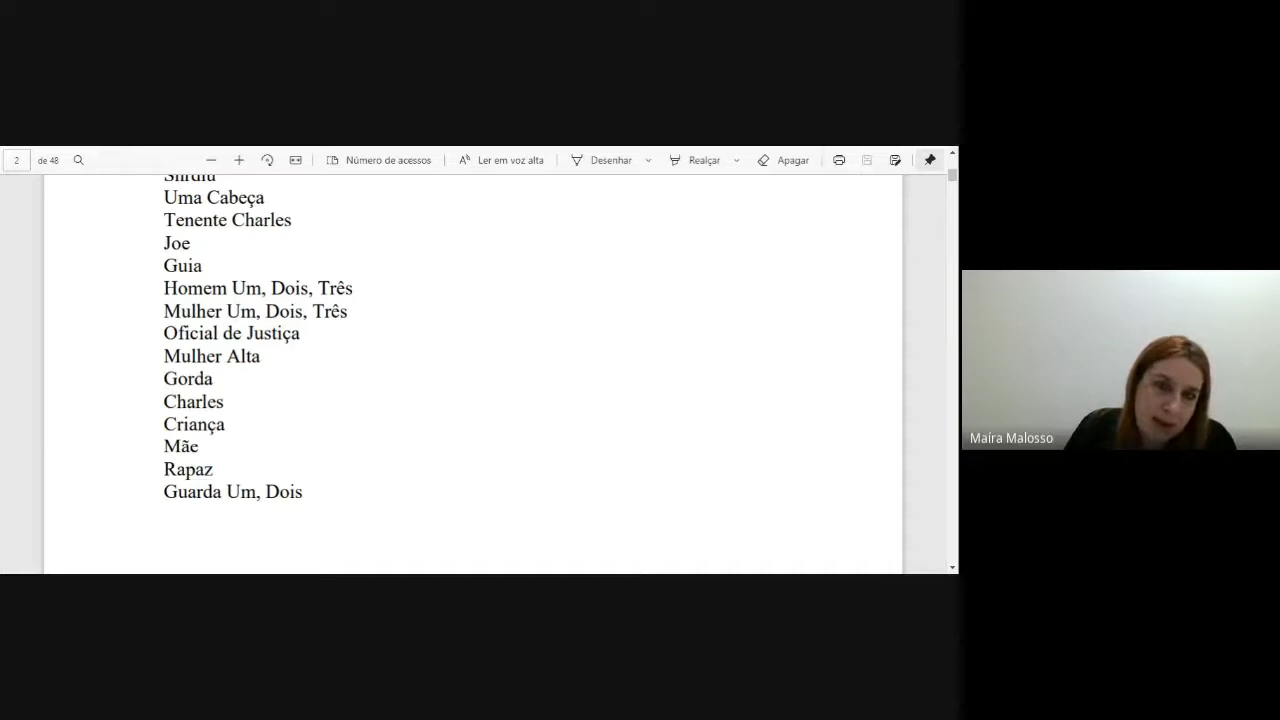 2 de 48 Número de acessos Ler em voz alta Desenhar Realçar Apagar
Uma Cabeça
Tenente Charles
Joe
Guia
Homem Um, Dois, Três
Mulher Um, Dois, Três
Oficial de Justiça
Mulher Alta
Gorda
Charles
Criança
Mãe
Rapaz
Guarda Um, Dois
Maíra Malosso